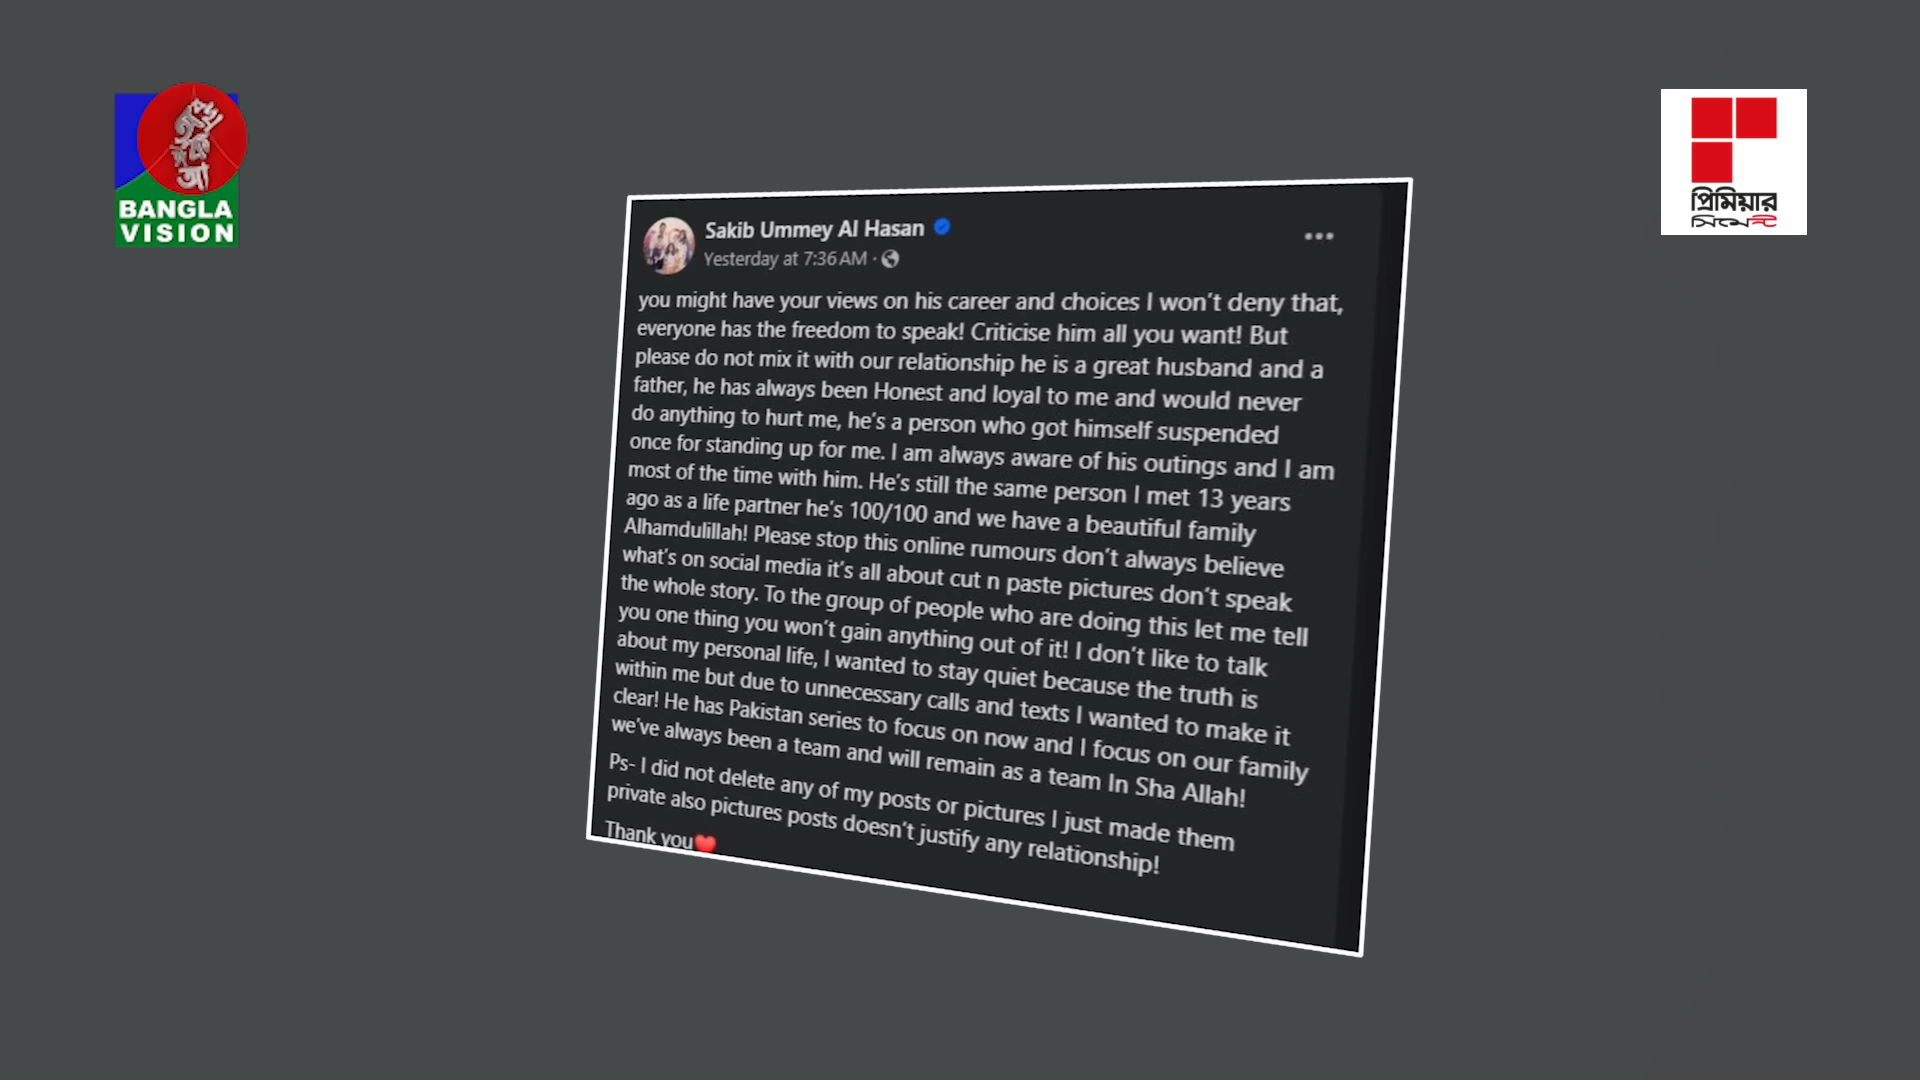 BANGLA
VISION
প্রিমিয়ার
সিমেন্ট
Sakib Ummey Al Hasan
Yesterday at 7:36 AM ·
you might have your views on his career and choices I won't deny that,
everyone has the freedom to speak! Criticise him all you want! But
please do not mix it with our relationship he is a great husband and a
father, he has always been Honest and loyal to me and would never
do anything to hurt me, he's a person who got himself suspended
once for standing up for me. I am always aware of his outings and I am
most of the time with him. He's still the same person I met 13 years
ago as a life partner he's 100/100 and we have a beautiful family
Alhamdulillah! Please stop this online rumours don't always believe
what's on social media it's all about cut n paste pictures don't speak
the whole story. To the group of people who are doing this let me tell
you one thing you won't gain anything out of it! I don't like to talk
about my personal life, I wanted to stay quiet because the truth is
within me but due to unnecessary calls and texts I wanted to make it
clear! He has Pakistan series to focus on now and I focus on our family
we've always been a team and will remain as a team In Sha Allah!
Ps- I did not delete any of my posts or pictures I just made them
private also pictures posts doesn't justify any relationship!
Thank you❤️